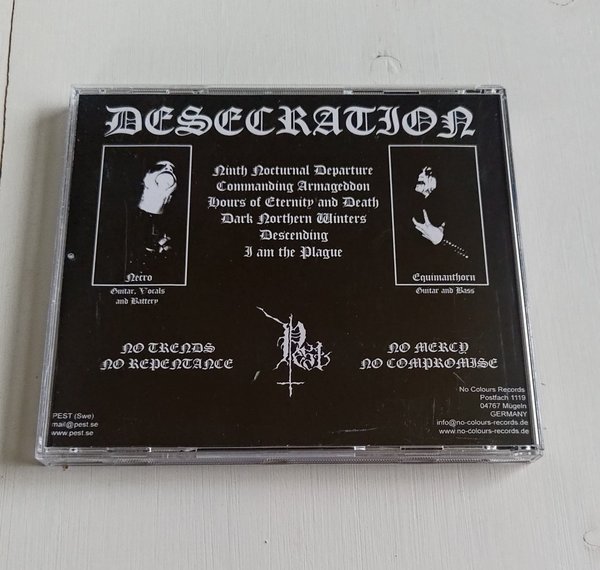 DESECRATION
Ninth Nocturnal Departure
Commanding Armageddon
Hours of Eternity and Death
Dark Northern Winters
Descending
I am the Plague
Necro
Guitar, Vocals
and Battery
Equimanthorn
Guitar and Bass
NO TRENDS
NO REPENTANCE
Pest
NO MERCY
NO COMPROMISE
PEST (Swe)
mail@pest.se
www.pest.se
No Colours Records
Postfach 1119
04767 Mügeln
GERMANY
info@no-colours-records.de
www.no-colours-records.de